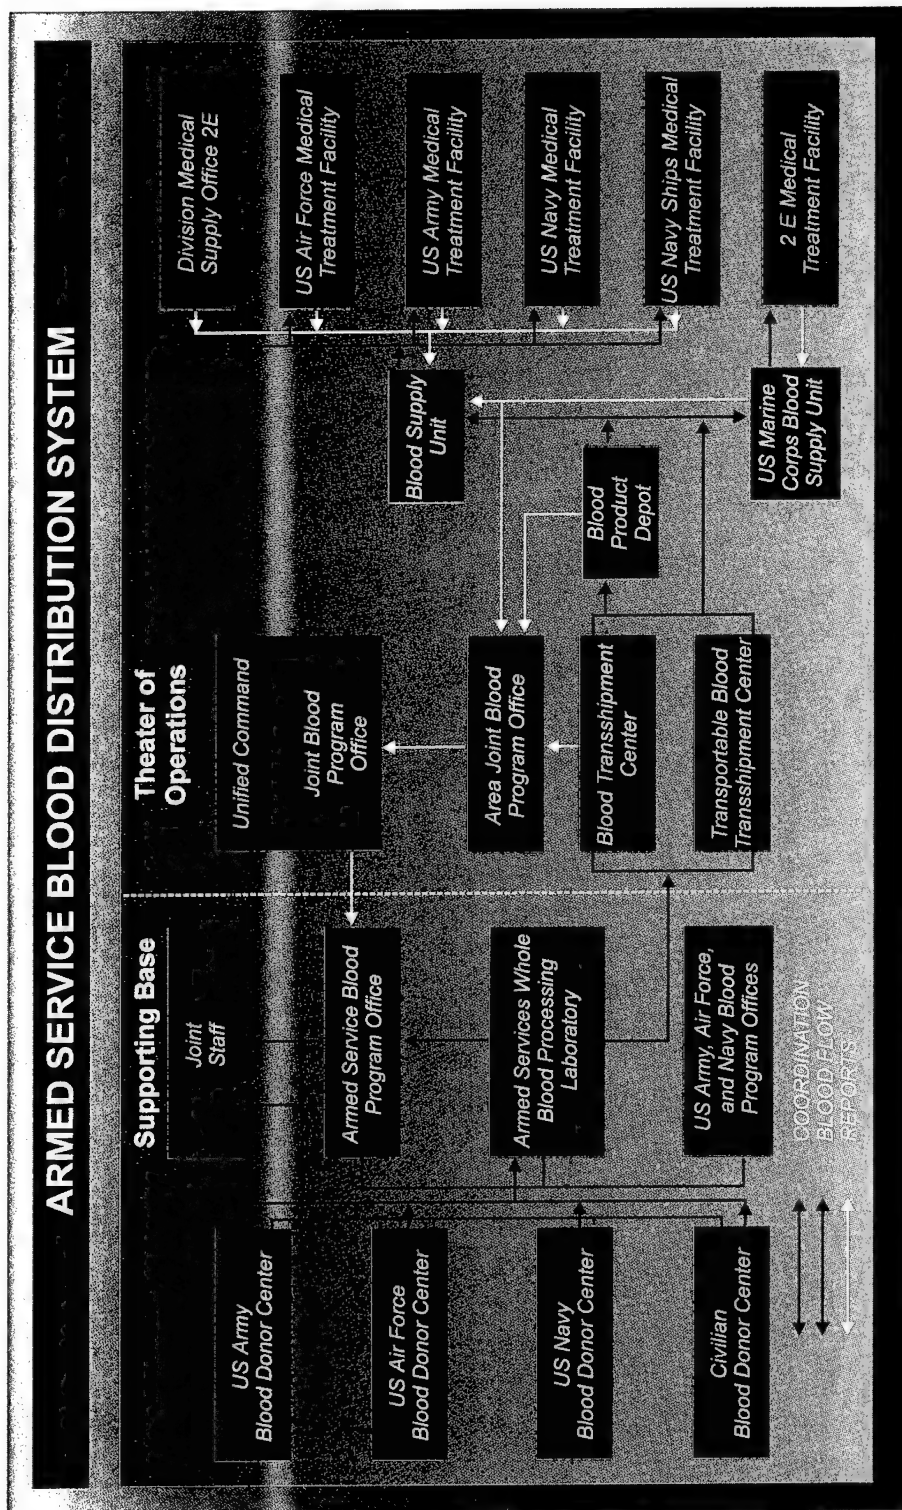 ARMED SERVICE BLOOD DISTRIBUTION SYSTEM
Supporting Base
Theater of
Operations
US Army
Blood Donor Center
US Air Force
Blood Donor Center
US Navy
Blood Donor Center
Civilian
Blood Donor Center
Joint
Staff
Armed Service Blood
Program Office
Armed Services Whole
Blood Processing
Laboratory
US Army, Air Force,
and Navy Blood
Program Offices
COORDINATION
BLOOD FLOW
REPORTS
Unified Command
Joint Blood
Program
Office
Area Joint Blood
Program Office
Blood Transshipment
Center
Transportable Blood
Transshipment Center
Blood Supply
Unit
Blood
Product
Depot
US Marine
Corps Blood
Supply Unit
Division Medical
Supply Office 2E
US Air Force Medical
Treatment Facility
US Army Medical
Treatment Facility
US Navy Medical
Treatment Facility
US Navy Ships Medical
Treatment Facility
2 E Medical
Treatment Facility